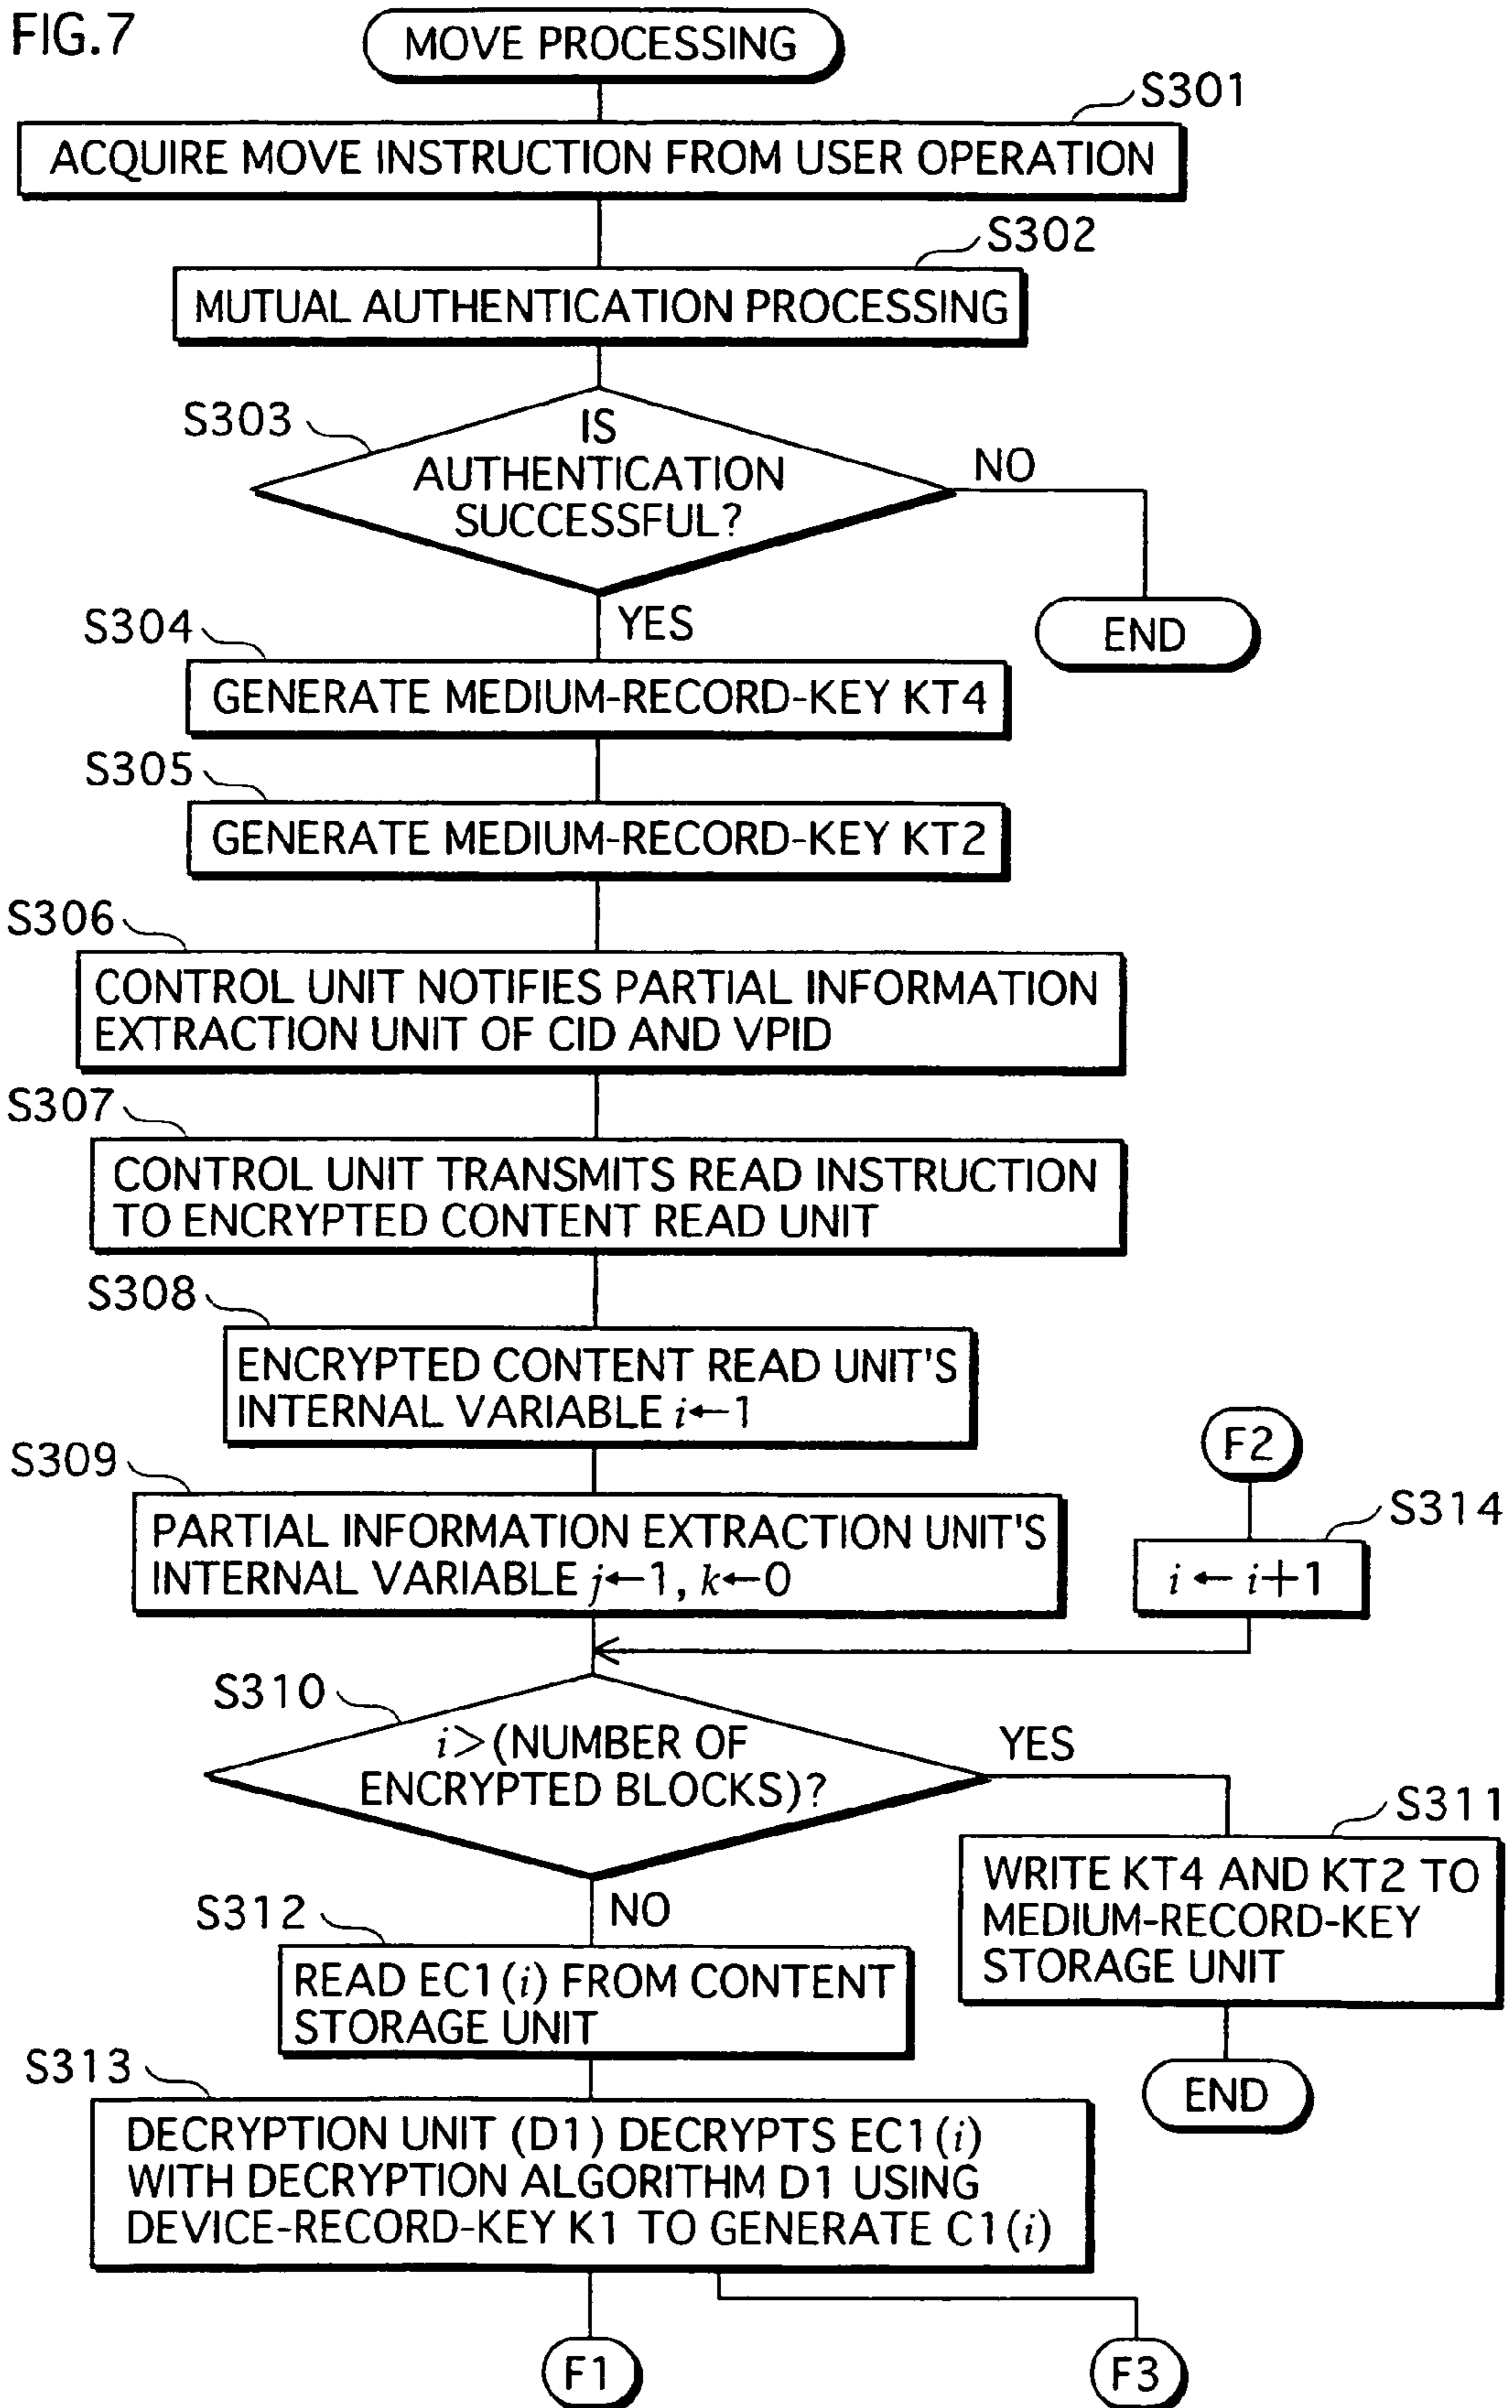 FIG.7
MOVE PROCESSING
S301
ACQUIRE MOVE INSTRUCTION FROM USER OPERATION
S302
MUTUAL AUTHENTICATION PROCESSING
S303
IS
AUTHENTICATION
SUCCESSFUL?
NO
END
YES
S304
GENERATE MEDIUM-RECORD-KEY KT4
S305
GENERATE MEDIUM-RECORD-KEY KT2
S306
CONTROL UNIT NOTIFIES PARTIAL INFORMATION
EXTRACTION UNIT OF CID AND VPID
S307
CONTROL UNIT TRANSMITS READ INSTRUCTION
TO ENCRYPTED CONTENT READ UNIT
S308
ENCRYPTED CONTENT READ UNIT'S
INTERNAL VARIABLE i←1
S309
PARTIAL INFORMATION EXTRACTION UNIT'S
INTERNAL VARIABLE j←1, k←0
F2
S314
i ← i+1
S310
i>(NUMBER OF
ENCRYPTED BLOCKS)?
YES
S311
WRITE KT4 AND KT2 TO
MEDIUM-RECORD-KEY
STORAGE UNIT
END
NO
S312
READ EC1(i) FROM CONTENT
STORAGE UNIT
S313
DECRYPTION UNIT (D1) DECRYPTS EC1(i)
WITH DECRYPTION ALGORITHM D1 USING
DEVICE-RECORD-KEY K1 TO GENERATE C1(i)
F1
F3